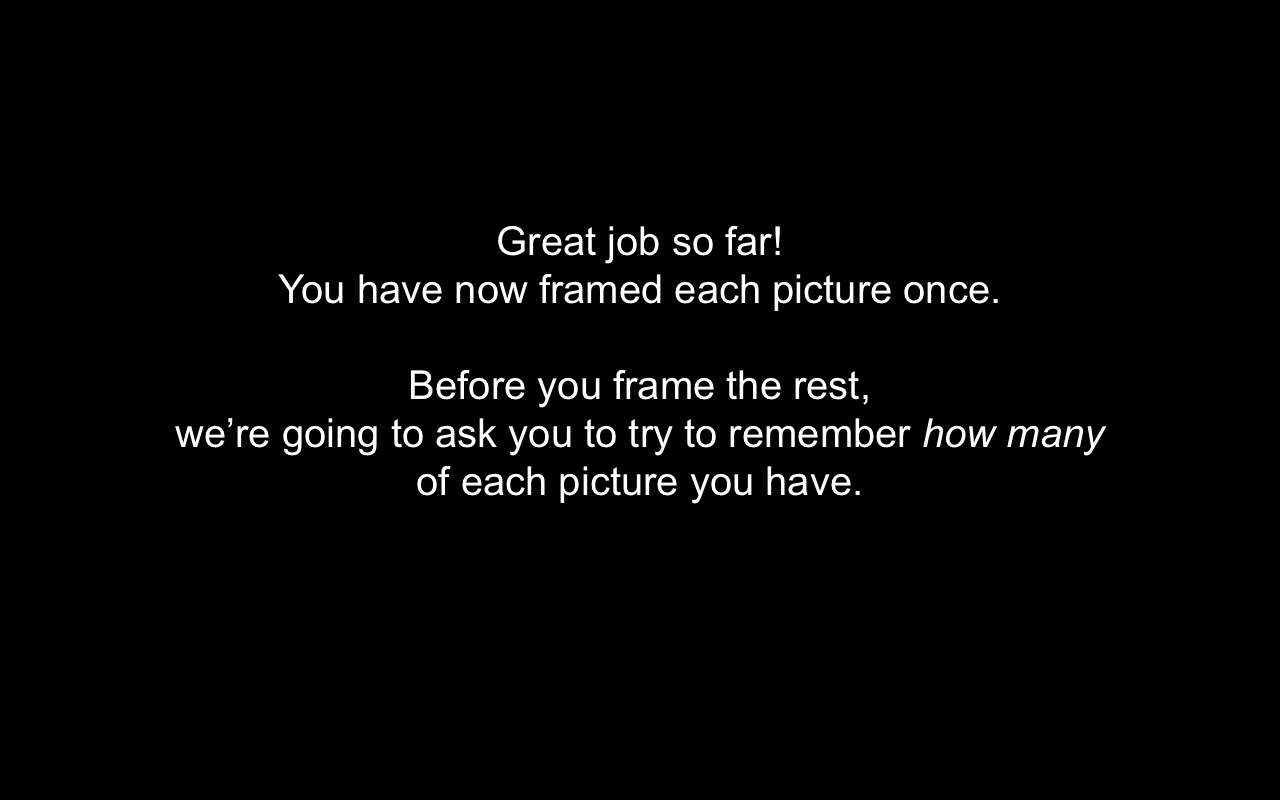 Great job so far!
You have now framed each picture once.
Before you frame the rest,
we’re going to ask you to try to remember how many
of each picture you have.